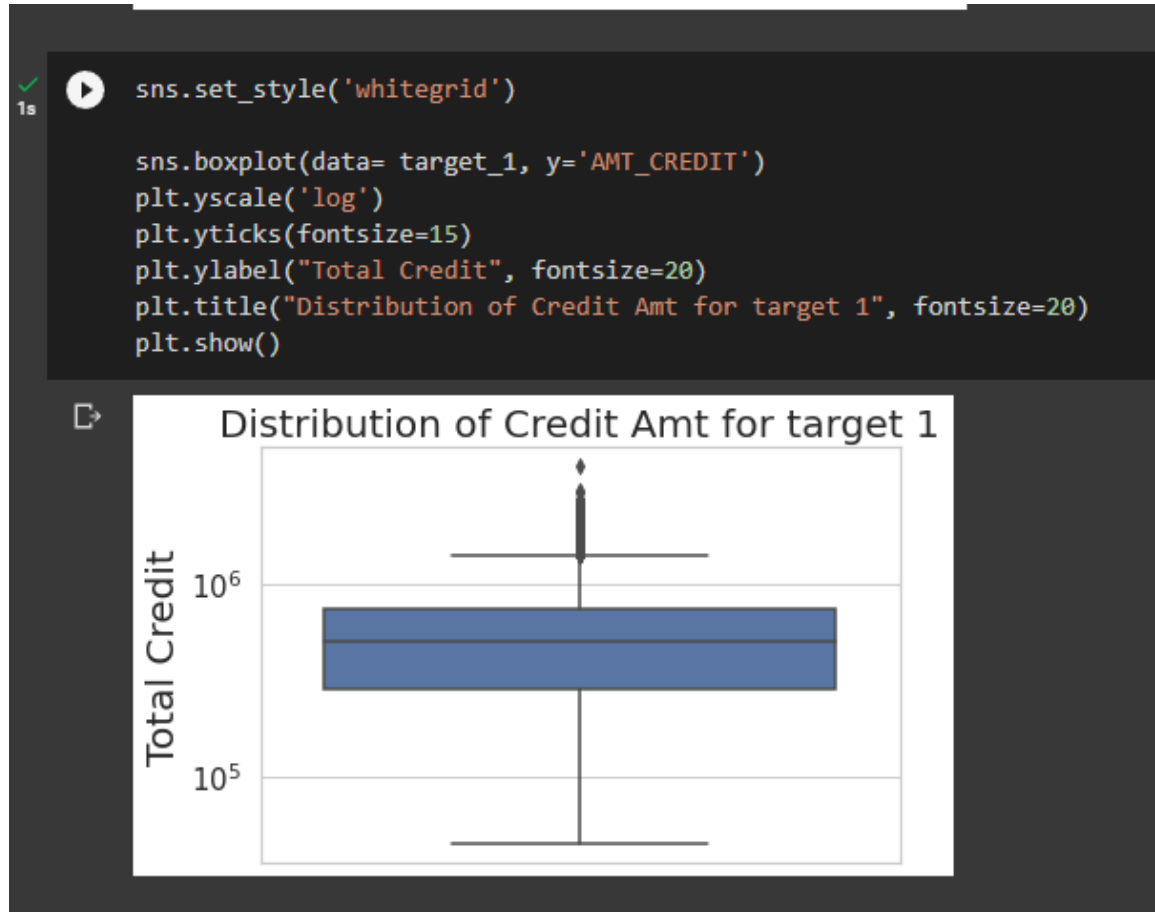 1s
sns.set_style('whitegrid')
sns.boxplot(data= target_1, y='AMT_CREDIT')
plt.yscale('log')
plt.yticks(fontsize=15)
plt.ylabel("Total Credit", fontsize=20)
plt.title("Distribution of Credit Amt for target 1", fontsize=20)
plt.show()
Distribution of Credit Amt for target 1
Total Credit
10⁶
10⁵